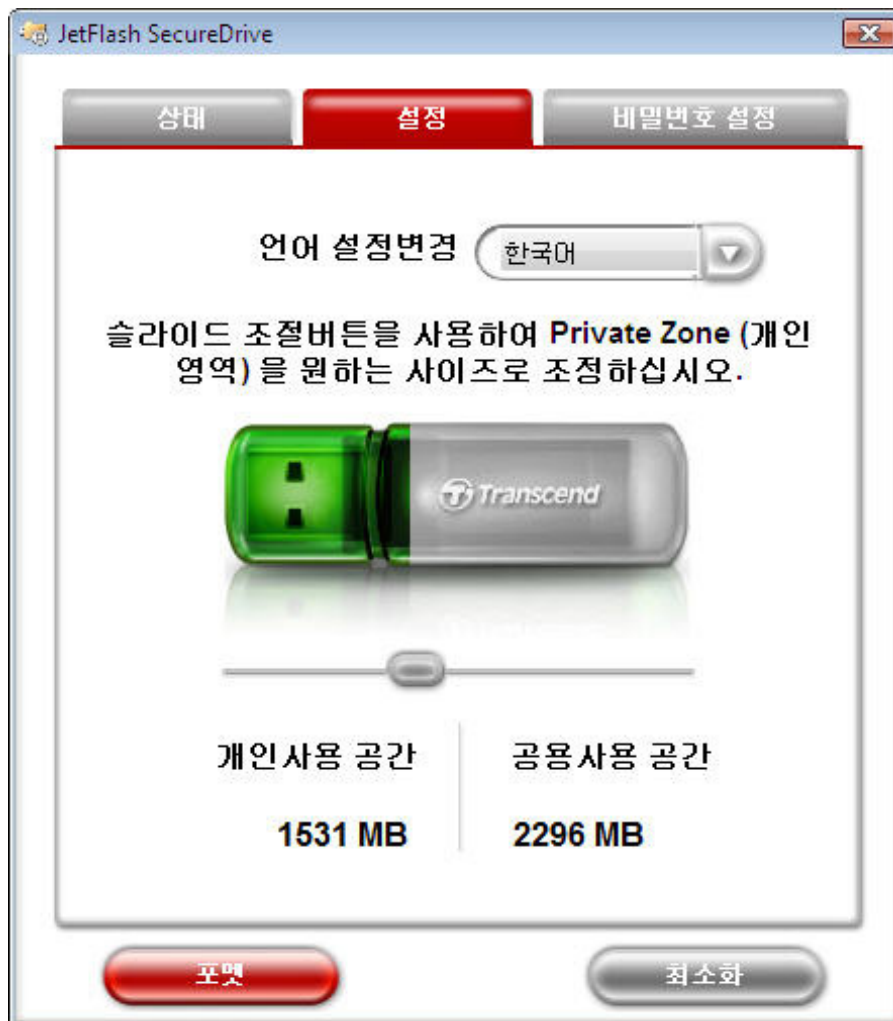 JetFlash SecureDrive
상태
설정
비밀번호 설정
언어 설정변경
한국어
슬라이드 조절버튼을 사용하여 Private Zone (개인
영역) 을 원하는 사이즈로 조정하십시오.
Transcend
개인사용 공간
공용사용 공간
1531 MB
2296 MB
포멧
최소화